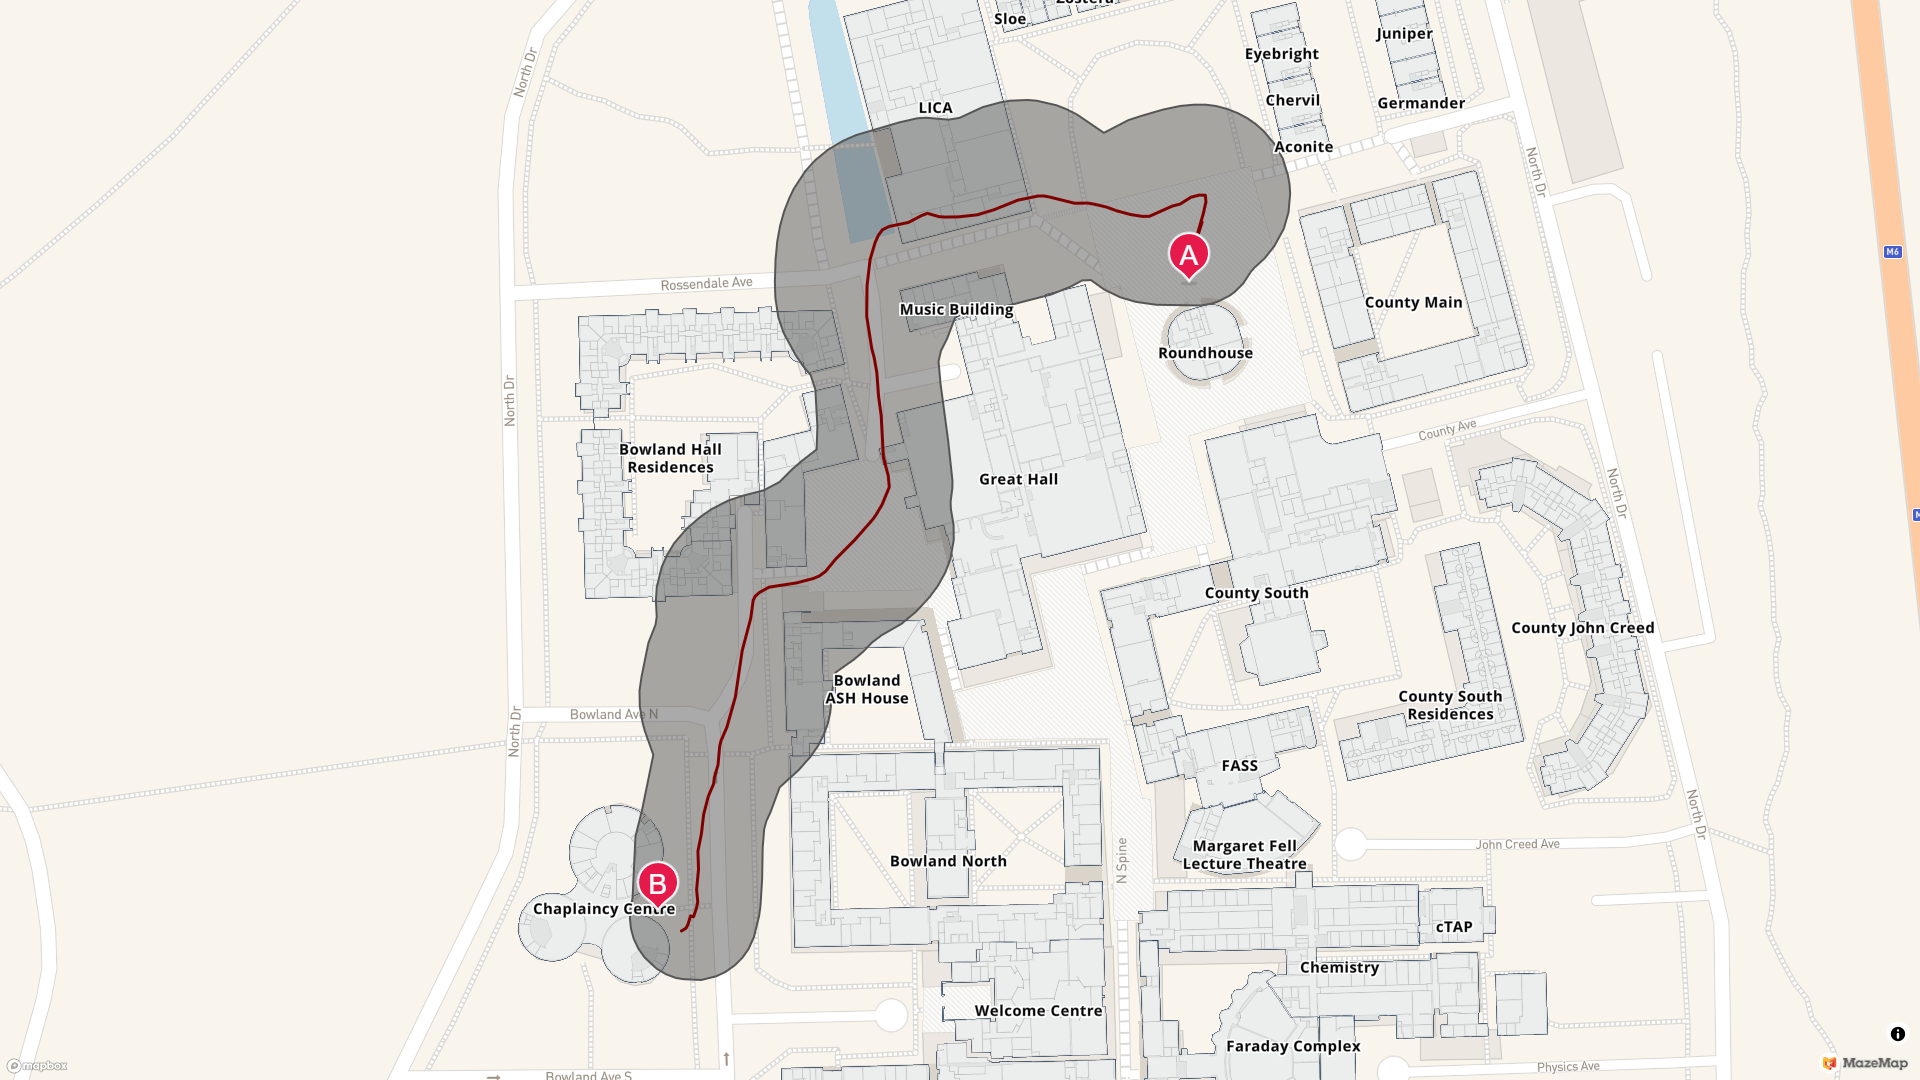 Zostera
Sloe
Juniper
Eyebright
North Dr
LICA
Chervil
Germander
Aconite
North Dr
M6
A
Rossendale Ave
Music Building
County Main
Roundhouse
North Dr
County Ave
Bowland Hall
Residences
Great Hall
North Dr
M
County South
County John Creed
Bowland
ASH House
County South
Residences
Bowland Ave N
North Dr
FASS
North Dr
Margaret Fell
Lecture Theatre
John Creed Ave
Bowland North
N Spine
B
Chaplaincy Centre
cTAP
Chemistry
Welcome Centre
Faraday Complex
Physics Ave
Bowland Ave S
mapbox
MazeMap